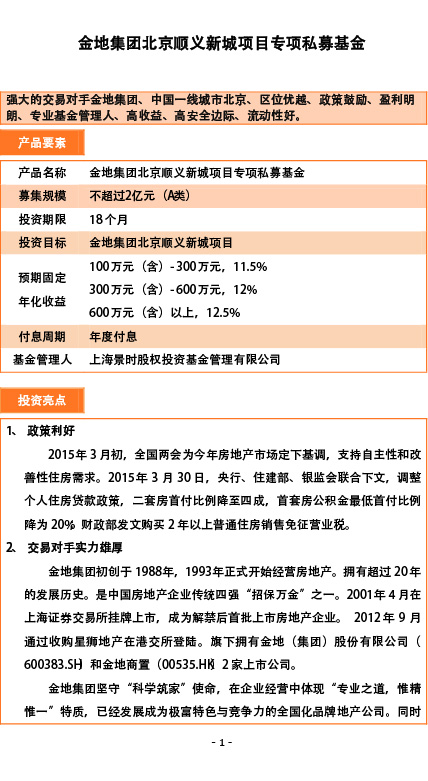 金地集团北京顺义新城项目专项私募基金
强大的交易对手金地集团、中国一线城市北京、区位优越、政策鼓励、盈利明
朗、专业基金管理人、高收益、高安全边际、流动性好。
产品要素
产品名称 金地集团北京顺义新城项目专项私募基金
募集规模 不超过2亿元（A类）
投资期限 18个月
投资目标 金地集团北京顺义新城项目
预期固定
年化收益
100万元（含）-300万元，11.5%
300万元（含）-600万元，12%
600万元（含）以上，12.5%
付息周期 年度付息
基金管理人 上海景时股权投资基金管理有限公司
投资亮点
1、 政策利好
2015年3月初，全国两会为今年房地产市场定下基调，支持自主性和改
善性住房需求。2015年3月30日，央行、住建部、银监会联合下文，调整
个人住房贷款政策，二套房首付比例降至四成，首套房公积金最低首付比例
降为20%。财政部发文购买2年以上普通住房销售免征营业税。
2、 交易对手实力雄厚
金地集团初创于1988年，1993年正式开始经营房地产。拥有超过20年
的发展历史。是中国房地产企业传统四强“招保万金”之一。2001年4月在
上海证券交易所挂牌上市，成为解禁后首批上市房地产企业。 2012年9月
通过收购星狮地产在港交所登陆。旗下拥有金地（集团）股份有限公司（
600383.SH）和金地商置（00535.HK）2家上市公司。
金地集团坚守“科学筑家”使命，在企业经营中体现“专业之道，惟精
惟一”特质，已经发展成为极富特色与竞争力的全国化品牌地产公司。同时
- 1 -